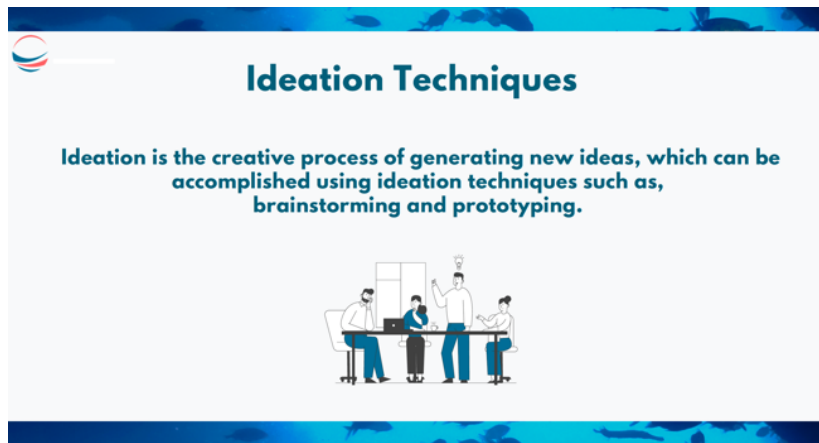 Ideation Techniques
Ideation is the creative process of generating new ideas, which can be
accomplished using ideation techniques such as,
brainstorming and prototyping.